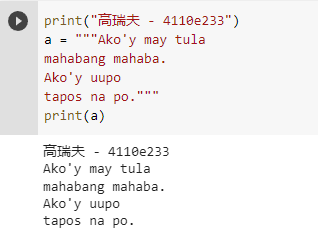 print("高瑞夫 - 4110e233")
a = """Ako'y may tula
mahabang mahaba.
Ako'y uupo
tapos na po."""
print(a)
高瑞夫 - 4110e233
Ako'y may tula
mahabang mahaba.
Ako'y uupo
tapos na po.